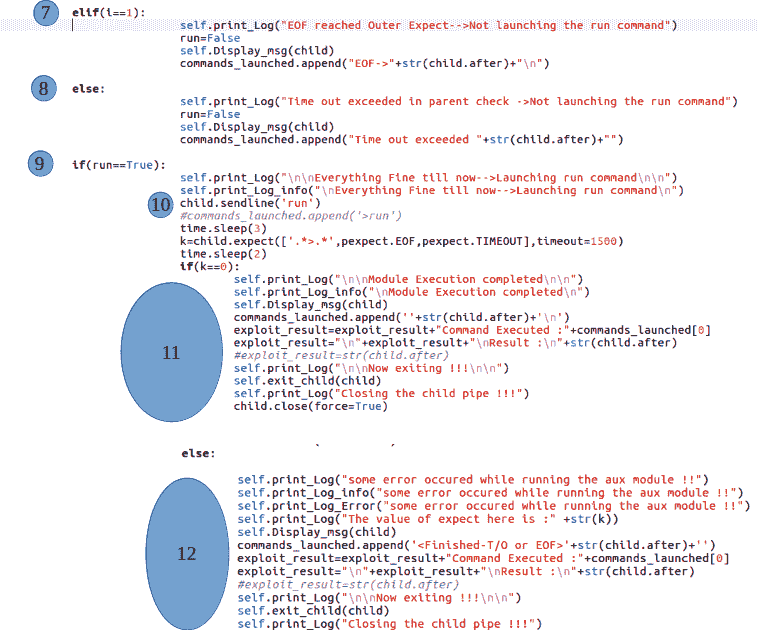 7 elif(i==1):
self.print_Log("EOF reached Outer Expect-->Not launching the run command")
run=False
self.Display_msg(child)
commands_launched.append("EOF->"+str(child.after)+"\n")
8 else:
self.print_Log("Time out exceeded in parent check ->Not launching the run command")
run=False
self.Display_msg(child)
commands_launched.append("Time out exceeded "+str(child.after)+"")
9 if(run==True):
self.print_Log("\n\nEverything Fine till now-->Launching run command\n\n")
self.print_Log_info("\nEverything Fine till now-->Launching run command\n")
10 child.sendline('run')
#commands_launched.append('>run')
time.sleep(3)
k=child.expect(['.*>.*',pexpect.EOF,pexpect.TIMEOUT],timeout=1500)
time.sleep(2)
if(k==0):
self.print_Log("\n\nModule Execution completed\n\n")
self.print_Log_info("\nModule Execution completed\n")
self.Display_msg(child)
commands_launched.append(''+str(child.after)+'\n')
exploit_result=exploit_result+"Command Executed :"+commands_launched[0]
11 exploit_result="\n"+exploit_result+"\nResult :\n"+str(child.after)
#exploit_result=str(child.after)
self.print_Log("\n\nNow exiting !!!\n\n")
self.exit_child(child)
self.print_Log("Closing the child pipe !!!")
child.close(force=True)
else:
self.print_Log("some error occured while running the aux module !!")
self.print_Log_info("some error occured while running the aux module !!")
self.print_Log_Error("some error occured while running the aux module !!")
self.print_Log("The value of expect here is :" +str(k))
self.Display_msg(child)
commands_launched.append('<Finished-T/O or EOF>'+str(child.after)+'')
12 exploit_result=exploit_result+"Command Executed :"+commands_launched[0]
exploit_result="\n"+exploit_result+"\nResult :\n"+str(child.after)
#exploit_result=str(child.after)
self.print_Log("\n\nNow exiting !!!\n\n")
self.exit_child(child)
self.print_Log("Closing the child pipe !!!")